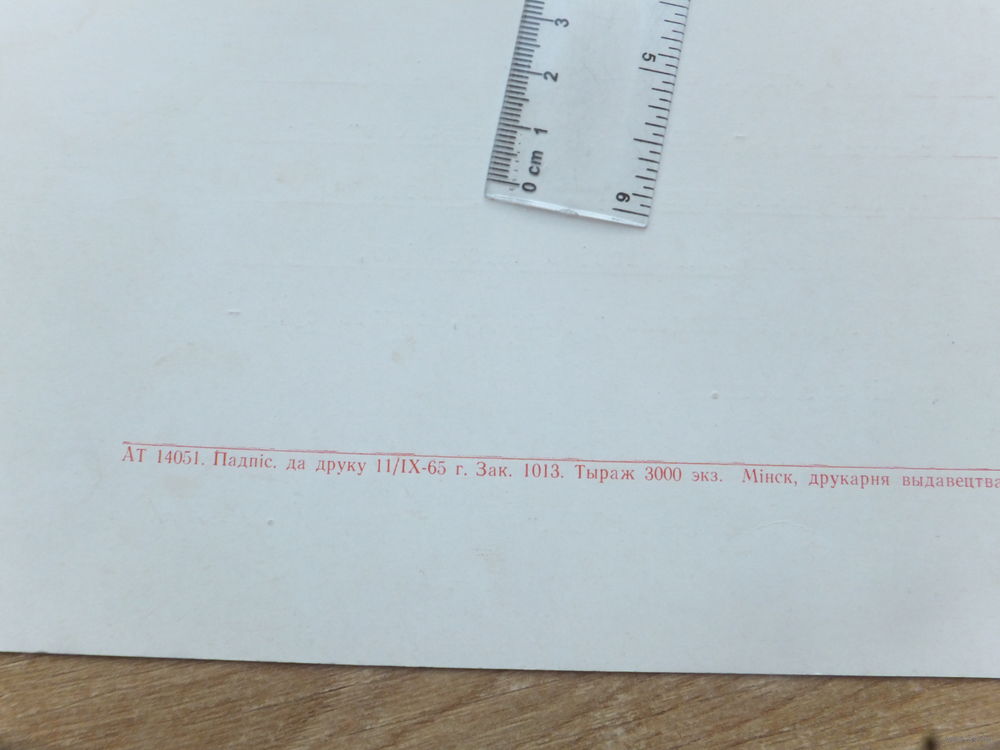 3
2
1
0 cm
5
6
АТ 14051. Падпіс. да друку 11/IX-65 г. Зак. 1013. Тыраж 3000 экз. Мінск, друкарня выдавецтва